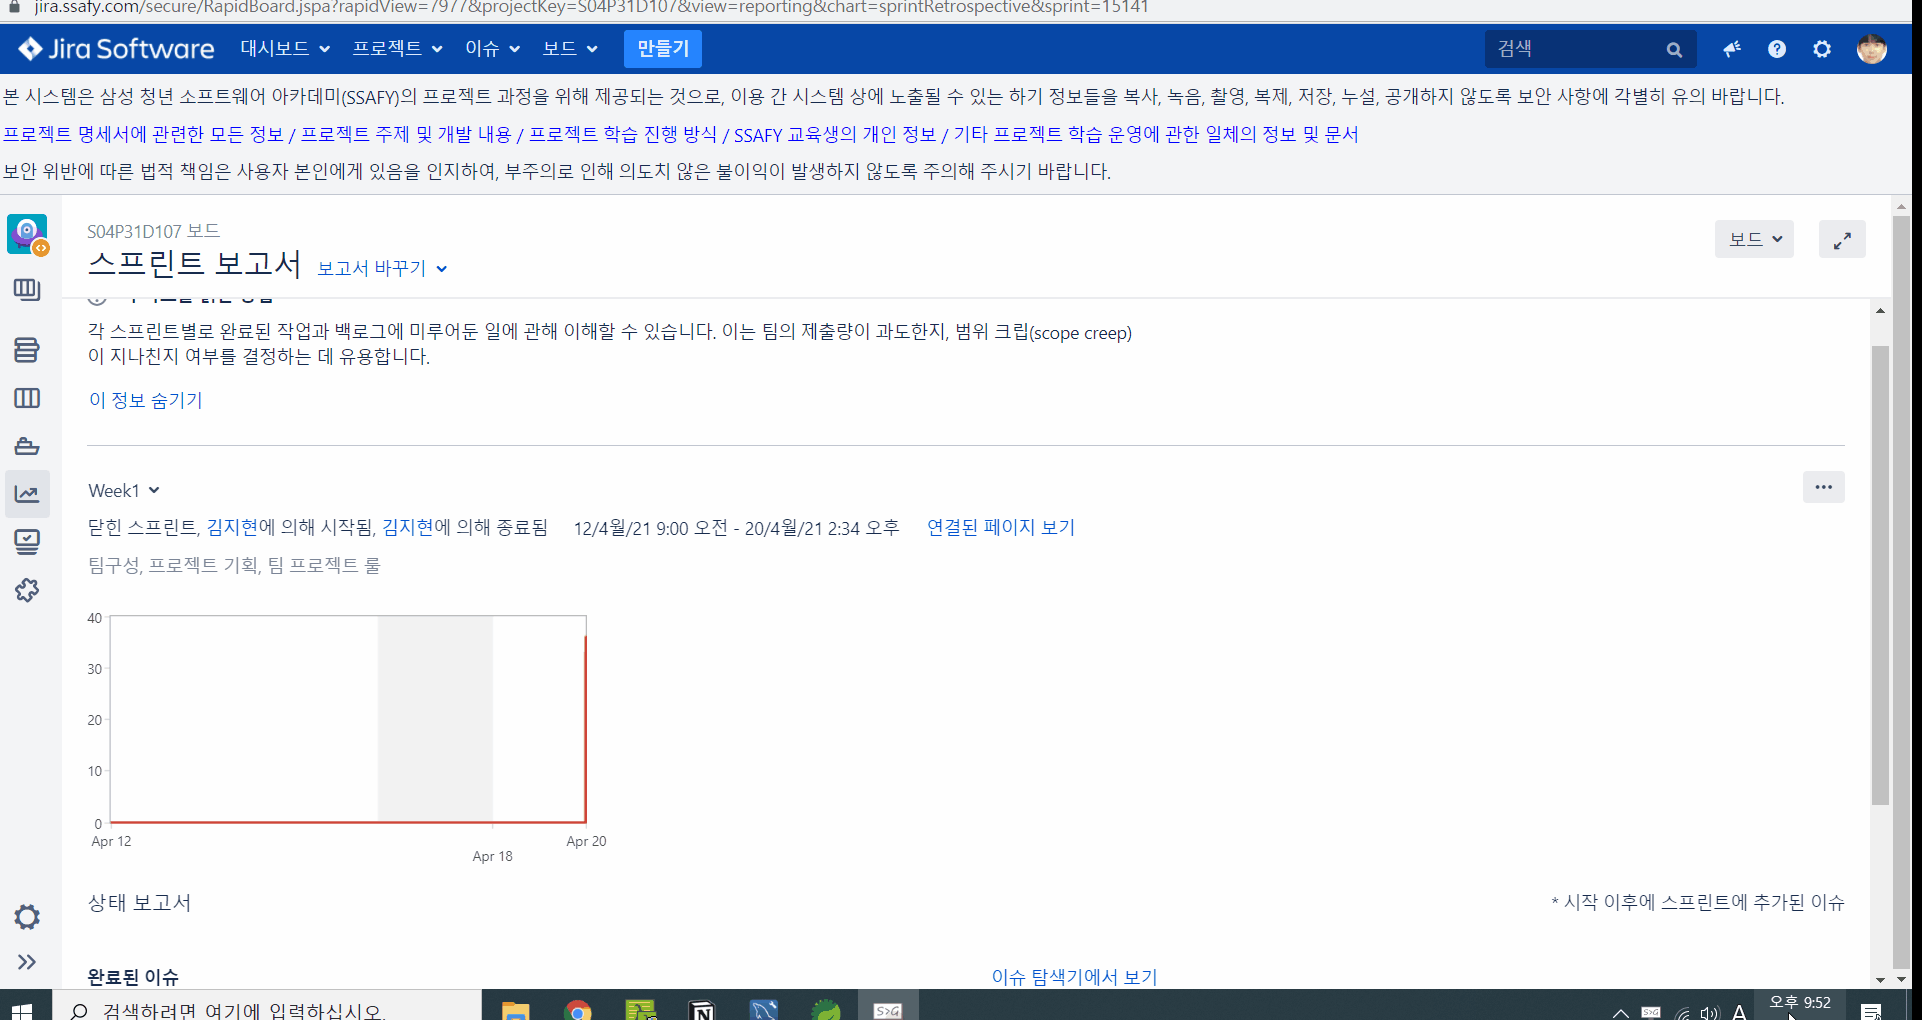 jira.ssafy.com/secure/RapidBoard.jspa?rapidView=7977&projectKey=S04P31D107&view=reporting&chart=sprintRetrospective&sprint=15141
Jira Software 대시보드 프로젝트 이슈 보드 만들기 검색
본 시스템은 삼성 청년 소프트웨어 아카데미(SSAFY)의 프로젝트 과정을 위해 제공되는 것으로, 이용 간 시스템 상에 노출될 수 있는 하기 정보들을 복사, 녹음, 촬영, 복제, 저장, 누설, 공개하지 않도록 보안 사항에 각별히 유의 바랍니다.
프로젝트 명세서에 관련한 모든 정보 / 프로젝트 주제 및 개발 내용 / 프로젝트 학습 진행 방식 / SSAFY 교육생의 개인 정보 / 기타 프로젝트 학습 운영에 관한 일체의 정보 및 문서
보안 위반에 따른 법적 책임은 사용자 본인에게 있음을 인지하여, 부주의로 인해 의도치 않은 불이익이 발생하지 않도록 주의해 주시기 바랍니다.
S04P31D107 보드
스프린트 보고서 보고서 바꾸기
보드
각 스프린트별로 완료된 작업과 백로그에 미루어둔 일에 관해 이해할 수 있습니다. 이는 팀의 제출량이 과도한지, 범위 크립(scope creep)
이 지나친지 여부를 결정하는 데 유용합니다.
이 정보 숨기기
Week1
닫힌 스프린트, 김지현에 의해 시작됨, 김지현에 의해 종료됨 12/4월/21 9:00 오전 - 20/4월/21 2:34 오후 연결된 페이지 보기
팀구성, 프로젝트 기획, 팀 프로젝트 룰
40
30
20
10
0
Apr 12
Apr 18
Apr 20
상태 보고서
* 시작 이후에 스프린트에 추가된 이슈
완료된 이슈
이슈 탐색기에서 보기
검색하려면 여기에 입력하십시오.
S>G
S>G
A
오후 9:52